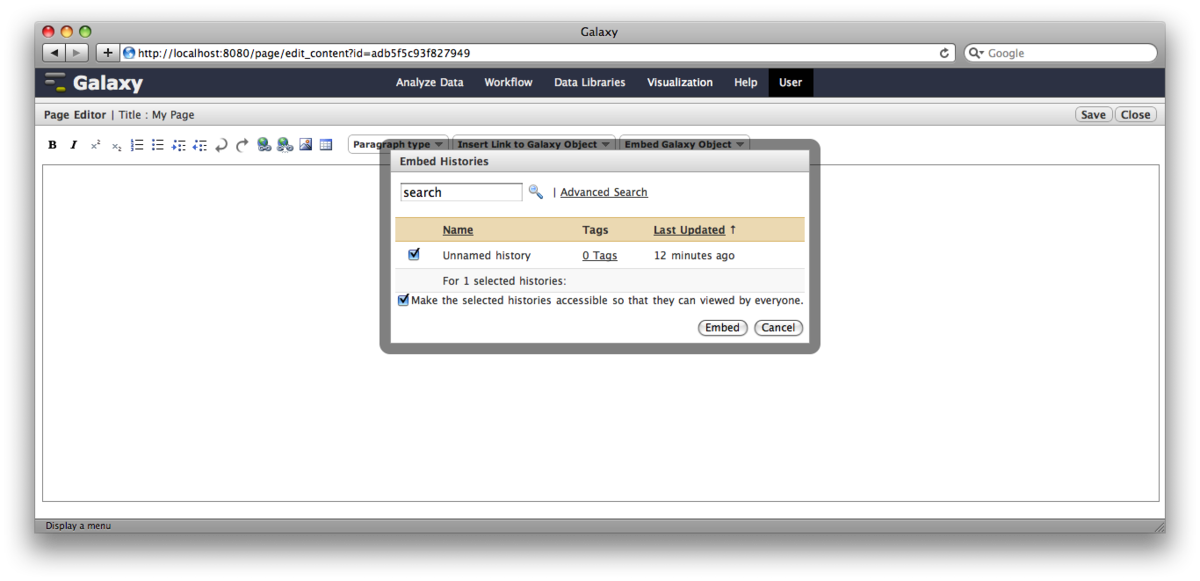 Galaxy
http://localhost:8080/page/edit_content?id=adb5f5c93f827949
Google
Galaxy Analyze Data Workflow Data Libraries Visualization Help User
Page Editor | Title : My Page Save Close
B I x² x₂ Paragraph type Insert Link to Galaxy Object Embed Galaxy Object
Embed Histories
search | Advanced Search
Name Tags Last Updated ↑
Unnamed history 0 Tags 12 minutes ago
For 1 selected histories:
Make the selected histories accessible so that they can viewed by everyone.
Embed Cancel
Display a menu